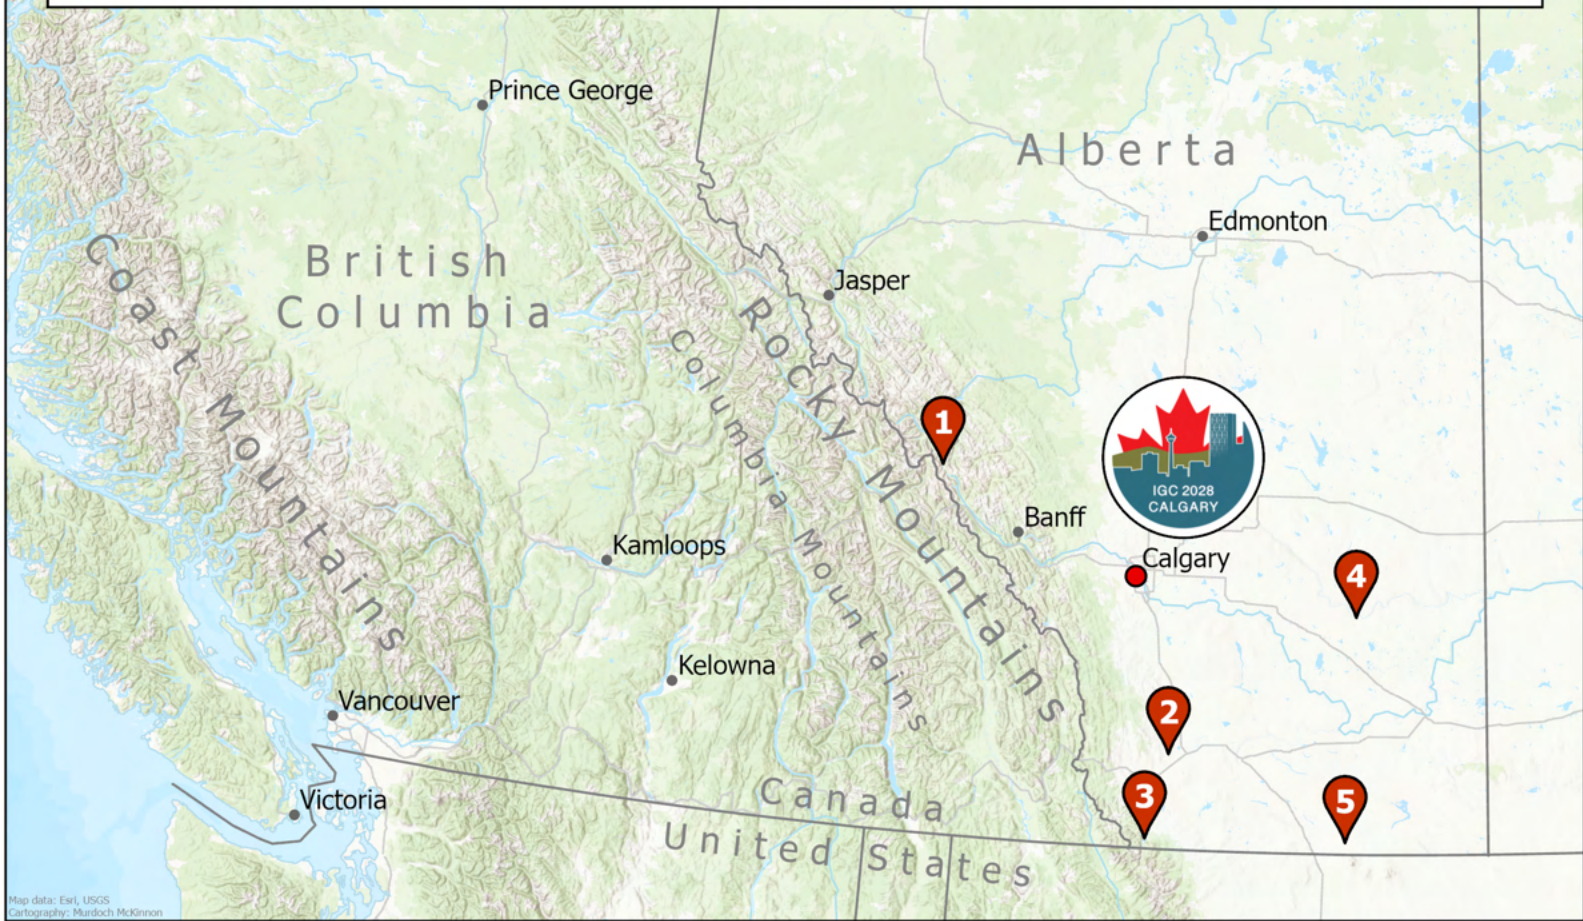 Prince George
Alberta
Edmonton
British
Columbia
Coast Mountains
Jasper
Rocky Mountains
Columbia Mountains
1
IGC 2028
CALGARY
Banff
Kamloops
Calgary
4
Kelowna
Vancouver
2
Canada
Victoria
3
5
United States
Map data: Esri, USGS
Cartography: Murdoch McKinnon